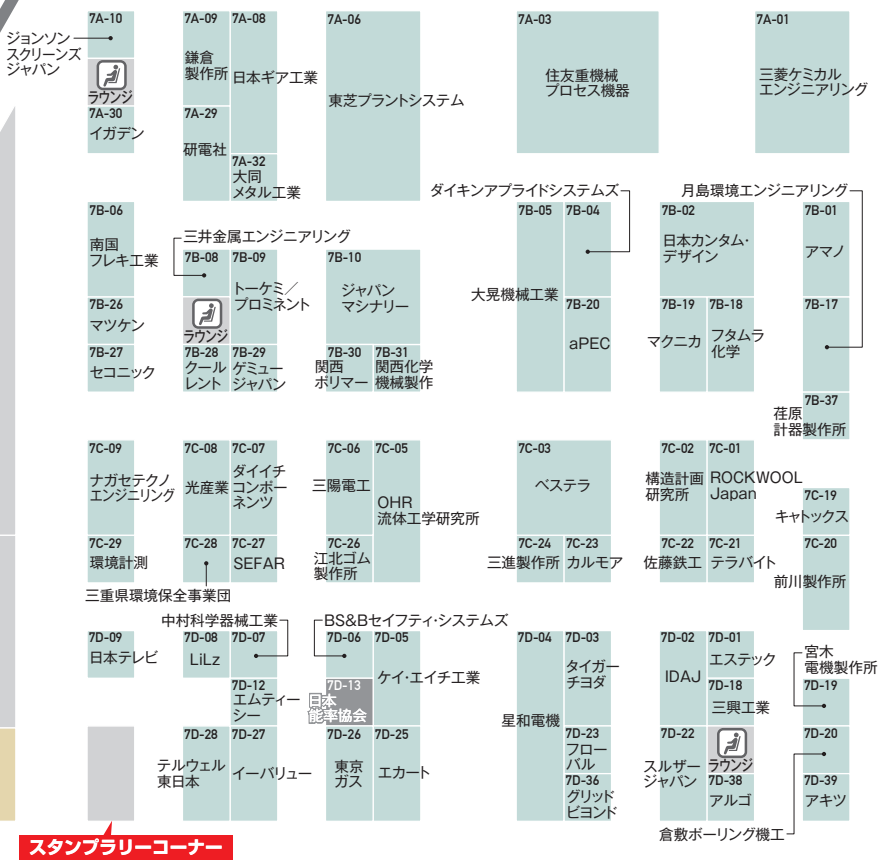 7A-10
ジョンソン
スクリーンズ
ジャパン
ラウンジ
7A-30
イガデン
7A-09
鎌倉
製作所
7A-08
日本ギア工業
7A-29
研電社
7A-32
大同
メタル工業
7A-06
東芝プラントシステム
7A-03
住友重機械
プロセス機器
7A-01
三菱ケミカル
エンジニアリング
ダイキンアプライドシステムズ
月島環境エンジニアリング
7B-06
南国
フレキ工業
7B-26
マツケン
7B-27
セコニック
三井金属エンジニアリング
7B-08
ラウンジ
7B-09
トーケミ／
プロミネント
7B-28
クール
レント
7B-29
ゲミュー
ジャパン
7B-10
ジャパン
マシナリー
7B-30
関西
ポリマー
7B-31
関西化学
機械製作
7B-05
大晃機械工業
7B-04
7B-20
aPEC
7B-02
日本カンタム・
デザイン
7B-19
マクニカ
7B-18
フタムラ
化学
7B-01
アマノ
7B-17
7B-37
荏原
計器製作所
7C-09
ナガセテクノ
エンジニリング
7C-29
環境計測
7C-08
光産業
7C-07
ダイイチ
コンポー
ネンツ
7C-28
三重県環境保全事業団
7C-27
SEFAR
7C-06
三陽電工
7C-05
OHR
流体工学研究所
7C-26
江北ゴム
製作所
7C-03
ベステラ
7C-24
三進製作所
7C-23
カルモア
7C-02
構造計画
研究所
7C-01
ROCKWOOL
Japan
7C-22
佐藤鉄工
7C-21
テラバイト
7C-19
キャトックス
7C-20
前川製作所
中村科学器械工業
BS&Bセイフティ・システムズ
7D-09
日本テレビ
7D-08
LiLz
7D-07
7D-12
エムティー
シー
7D-28
テルウェル
東日本
7D-27
イーバリュー
7D-06
7D-13
日本
能率協会
7D-05
ケイ・エイチ工業
7D-26
東京
ガス
7D-25
エカート
7D-04
星和電機
7D-03
タイガー
チヨダ
7D-23
フロー
バル
7D-36
グリッド
ビヨンド
7D-02
IDAJ
7D-01
エステック
7D-18
三興工業
7D-22
スルザー
ジャパン
ラウンジ
7D-38
アルゴ
宮木
電機製作所
7D-19
7D-20
7D-39
アキツ
倉敷ボーリング機工
スタンプラリーコーナー